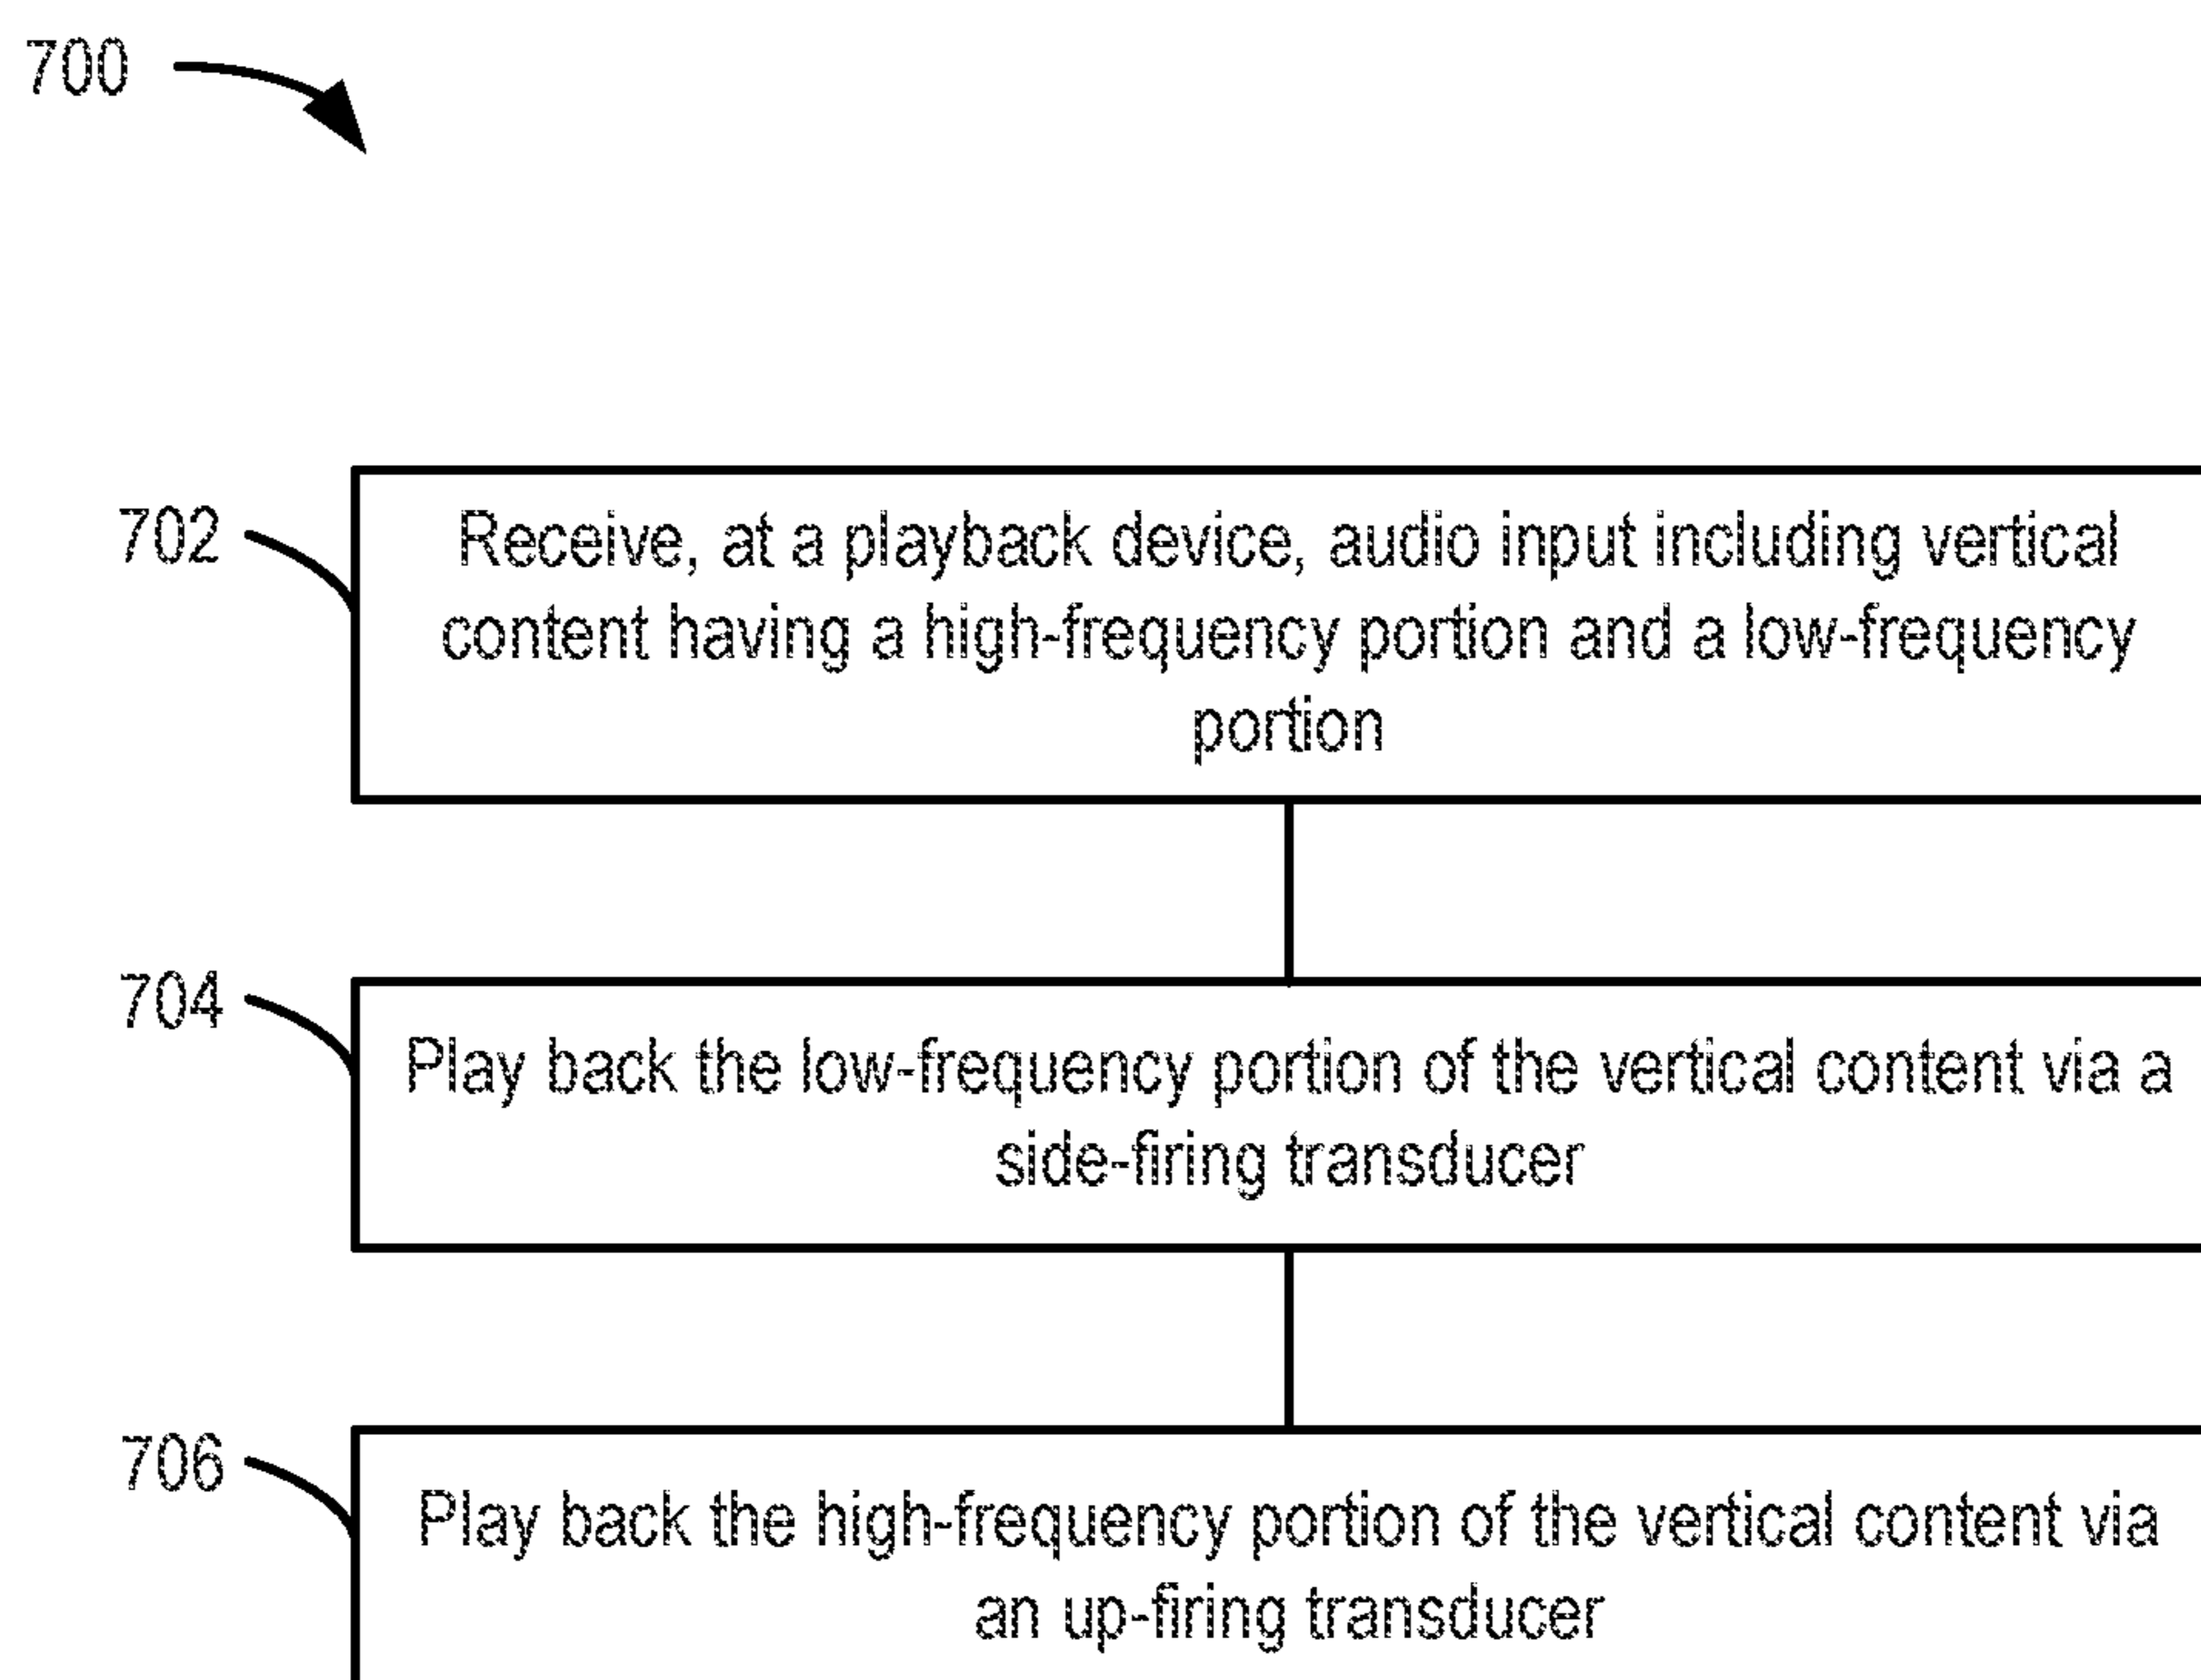 700
702
Receive, at a playback device, audio input including vertical
content having a high-frequency portion and a low-frequency
portion
704
Play back the low-frequency portion of the vertical content via a
side-firing transducer
706
Play back the high-frequency portion of the vertical content via
an up-firing transducer